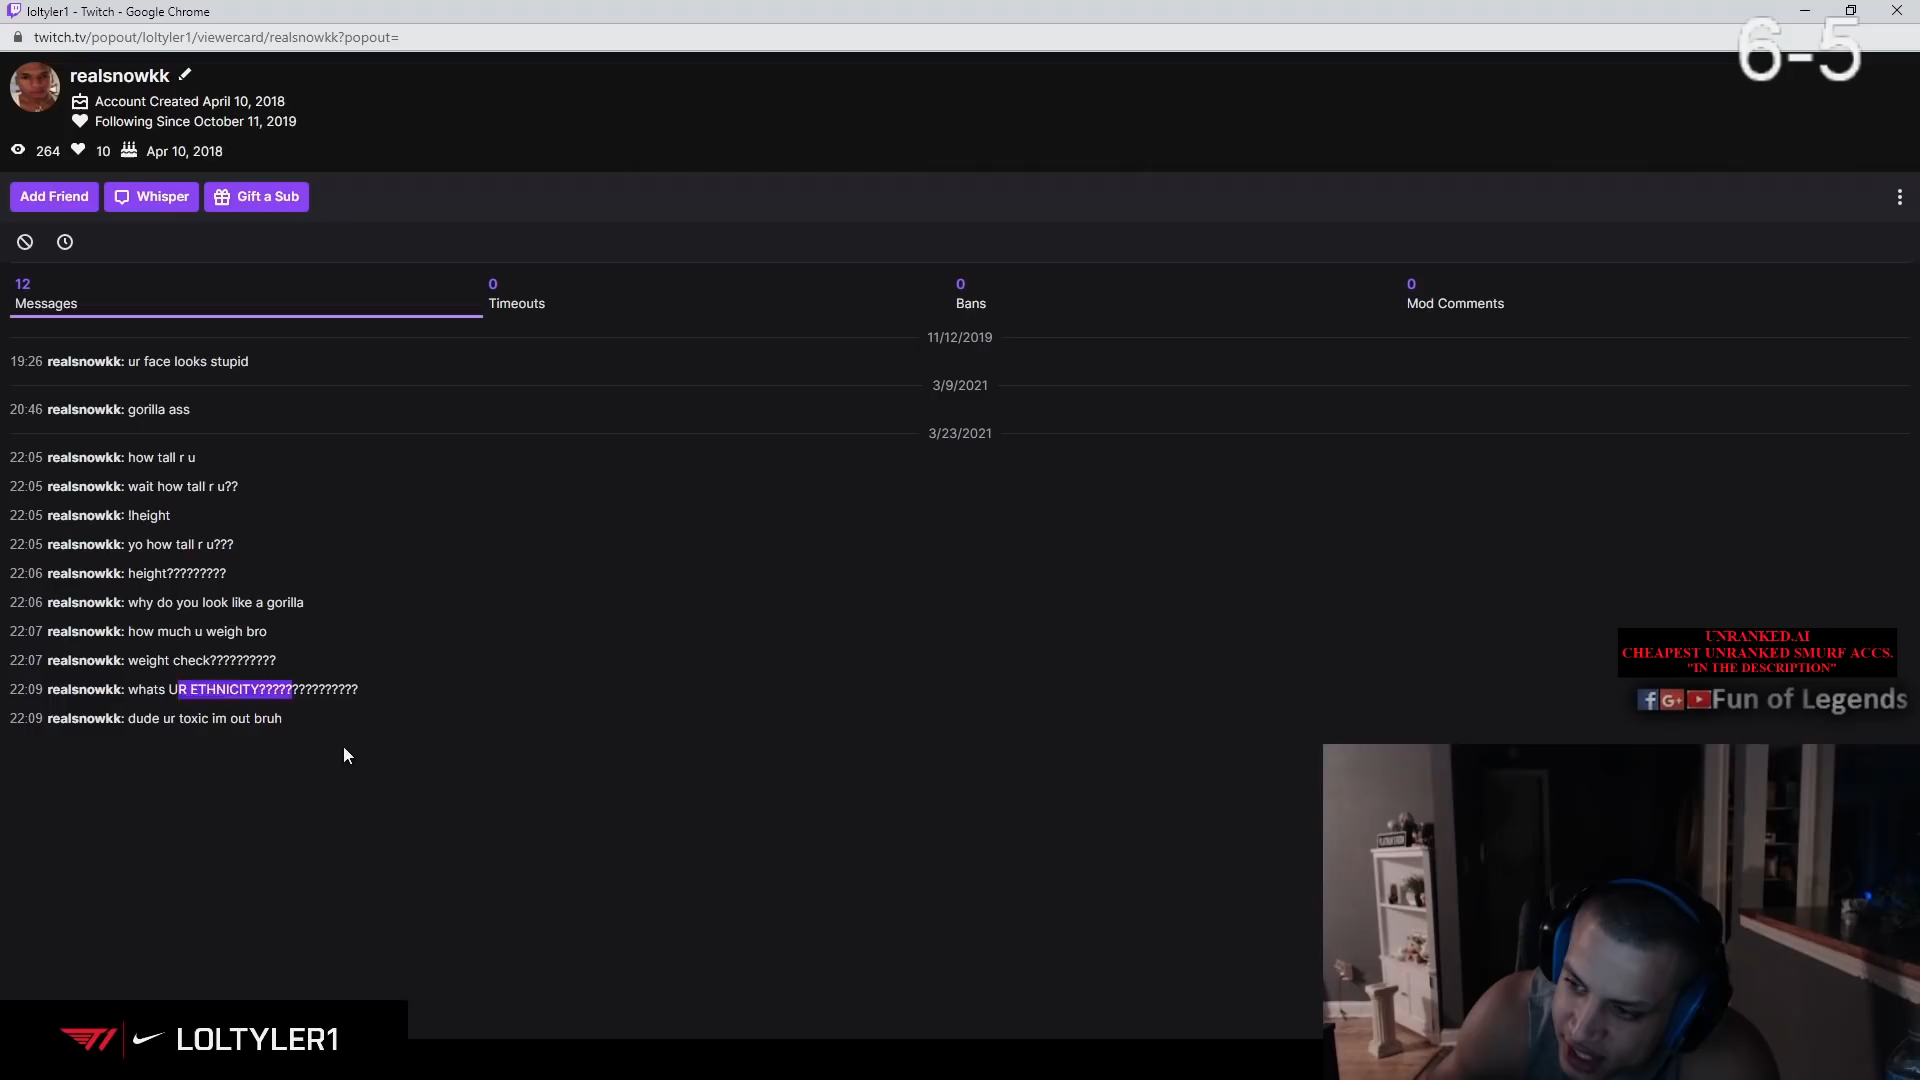 loltyler1 - Twitch - Google Chrome
twitch.tv/popout/loltyler1/viewercard/realsnowkk?popout=
6-5
realsnowkk
Account Created April 10, 2018
Following Since October 11, 2019
264 10 Apr 10, 2018
Add Friend Whisper Gift a Sub
12 0 0 0
Messages Timeouts Bans Mod Comments
11/12/2019
19:26 realsnowkk: ur face looks stupid
3/9/2021
20:46 realsnowkk: gorilla ass
3/23/2021
22:05 realsnowkk: how tall r u
22:05 realsnowkk: wait how tall r u??
22:05 realsnowkk: !height
22:05 realsnowkk: yo how tall r u???
22:06 realsnowkk: height?????????
22:06 realsnowkk: why do you look like a gorilla
22:07 realsnowkk: how much u weigh bro
22:07 realsnowkk: weight check??????????
22:09 realsnowkk: whats UR ETHNICITY???????????????
22:09 realsnowkk: dude ur toxic im out bruh
UNRANKED.AI
CHEAPEST UNRANKED SMURF ACCS.
"IN THE DESCRIPTION"
Fun of Legends
T1 LOLTYLER1